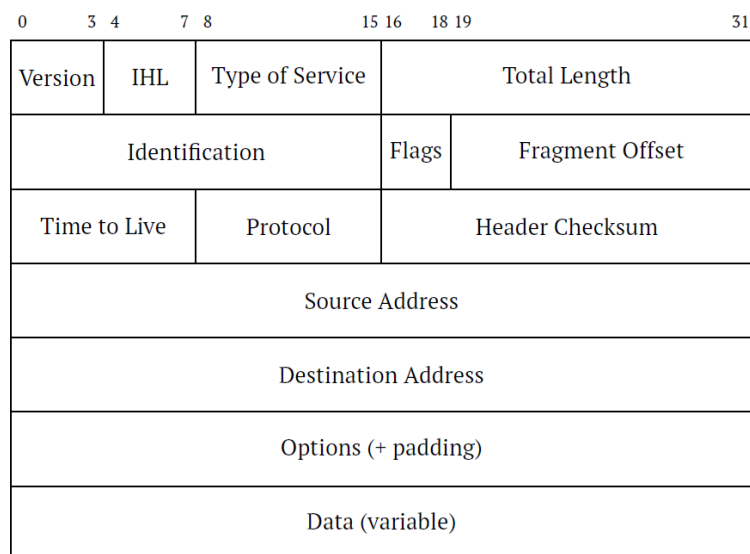 0 3 4 7 8 15 16 18 19 31
Version IHL Type of Service Total Length
Identification Flags Fragment Offset
Time to Live Protocol Header Checksum
Source Address
Destination Address
Options (+ padding)
Data (variable)